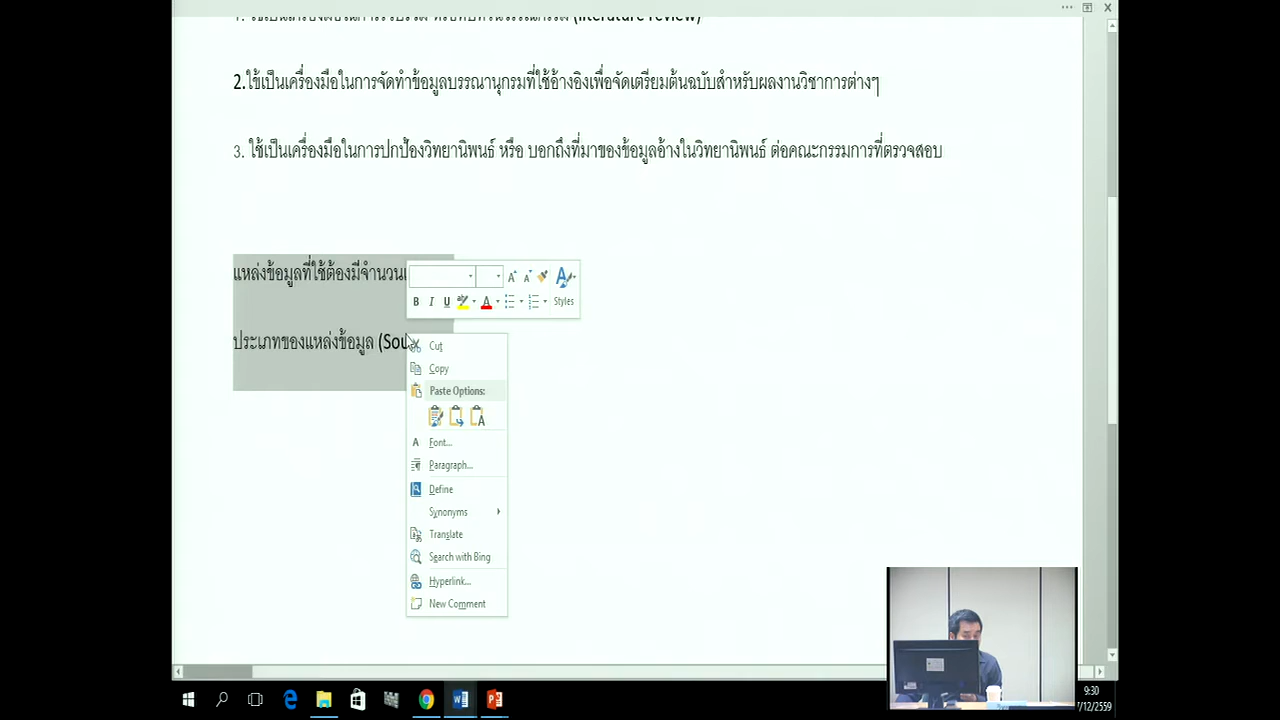 (literature review)
2.ใช้เป็นเครื่องมือในการจัดทำข้อมูลบรรณานุกรมที่ใช้อ้างอิงเพื่อจัดเตรียมต้นฉบับสำหรับผลงานวิชาการต่างๆ
3. ใช้เป็นเครื่องมือในการปกป้องวิทยานิพนธ์ หรือ บอกถึงที่มาของข้อมูลอ้างในวิทยานิพนธ์ ต่อคณะกรรมการที่ตรวจสอบ
แหล่งข้อมูลที่ใช้ต้องมีจำนวน
B I U Styles
ประเภทของแหล่งข้อมูล (Sou
Cut
Copy
Paste Options:
Font...
Paragraph...
Define
Synonyms
Translate
Search with Bing
Hyperlink...
New Comment
9:30
7/12/2559